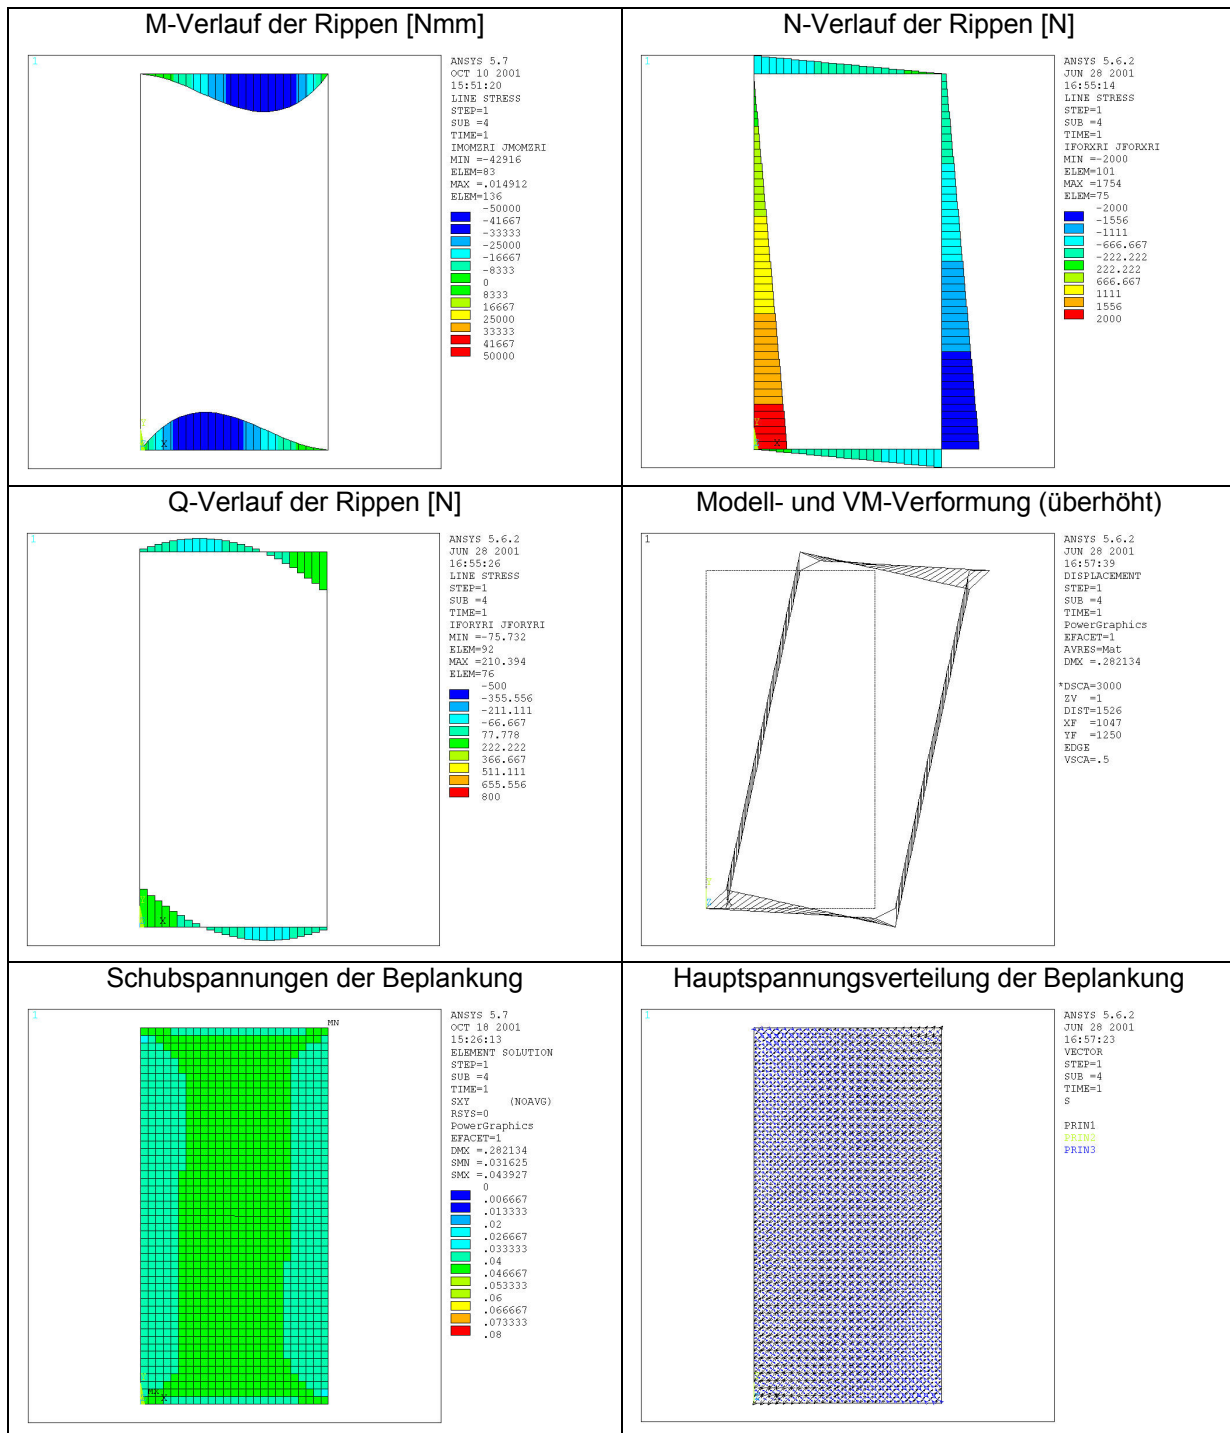 M-Verlauf der Rippen [Nmm]
1
ANSYS 5.7
OCT 10 2001
15:51:20
LINE STRESS
STEP=1
SUB =4
TIME=1
IMOMZRI JMOMZRI
MIN =-42916
ELEM=83
MAX =.014912
ELEM=136
-50000
-41667
-33333
-25000
-16667
-8333
0
8333
16667
25000
33333
41667
50000
Y
Z X
N-Verlauf der Rippen [N]
1
ANSYS 5.6.2
JUN 28 2001
16:55:14
LINE STRESS
STEP=1
SUB =4
TIME=1
IFORXRI JFORXRI
MIN =-2000
ELEM=101
MAX =1754
ELEM=75
-2000
-1556
-1111
-666.667
-222.222
222.222
666.667
1111
1556
2000
Y
Z X
Q-Verlauf der Rippen [N]
1
ANSYS 5.6.2
JUN 28 2001
16:55:26
LINE STRESS
STEP=1
SUB =4
TIME=1
IFORYRI JFORYRI
MIN =-75.732
ELEM=92
MAX =210.394
ELEM=76
-500
-355.556
-211.111
-66.667
77.778
222.222
366.667
511.111
655.556
800
Y
Z X
Modell- und VM-Verformung (überhöht)
1
ANSYS 5.6.2
JUN 28 2001
16:57:39
DISPLACEMENT
STEP=1
SUB =4
TIME=1
PowerGraphics
EFACET=1
AVRES=Mat
DMX =.282134
*DSCA=3000
ZV =1
DIST=1526
XF =1047
YF =1250
EDGE
VSCA=.5
Y
Z X
Schubspannungen der Beplankung
1
MN
ANSYS 5.7
OCT 18 2001
15:26:13
ELEMENT SOLUTION
STEP=1
SUB =4
TIME=1
SXY (NOAVG)
RSYS=0
PowerGraphics
EFACET=1
DMX =.282134
SMN =.031625
SMX =.043927
0
.006667
.013333
.02
.026667
.033333
.04
.046667
.053333
.06
.066667
.073333
.08
MX
X
Hauptspannungsverteilung der Beplankung
1
ANSYS 5.6.2
JUN 28 2001
16:57:23
VECTOR
STEP=1
SUB =4
TIME=1
S
PRIN1
PRIN2
PRIN3
X